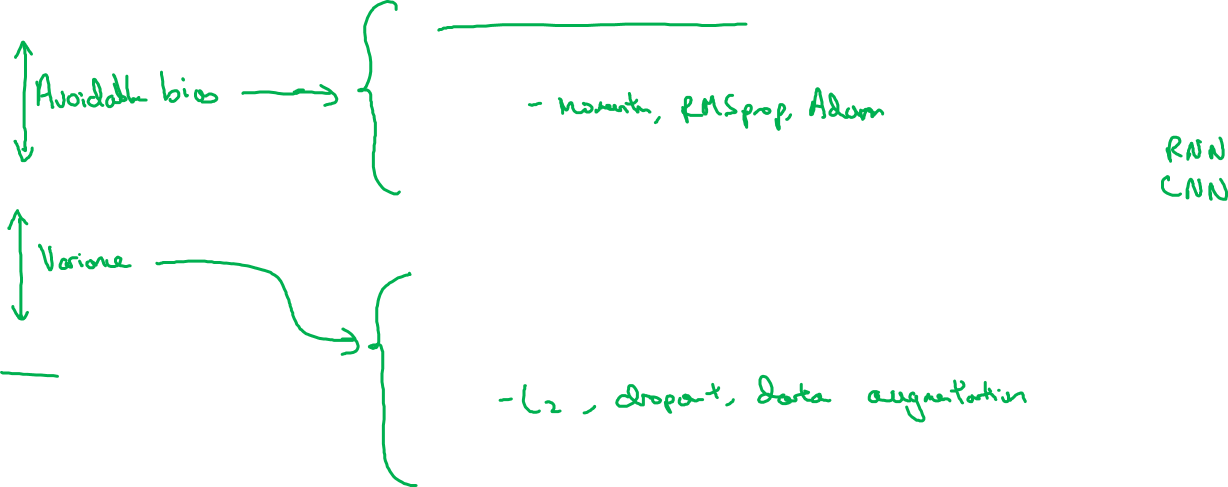 Avoidable bias
- Momentum, RMSprop, Adam
RNN
CNN
Variance
- L2, dropout, data augmentation